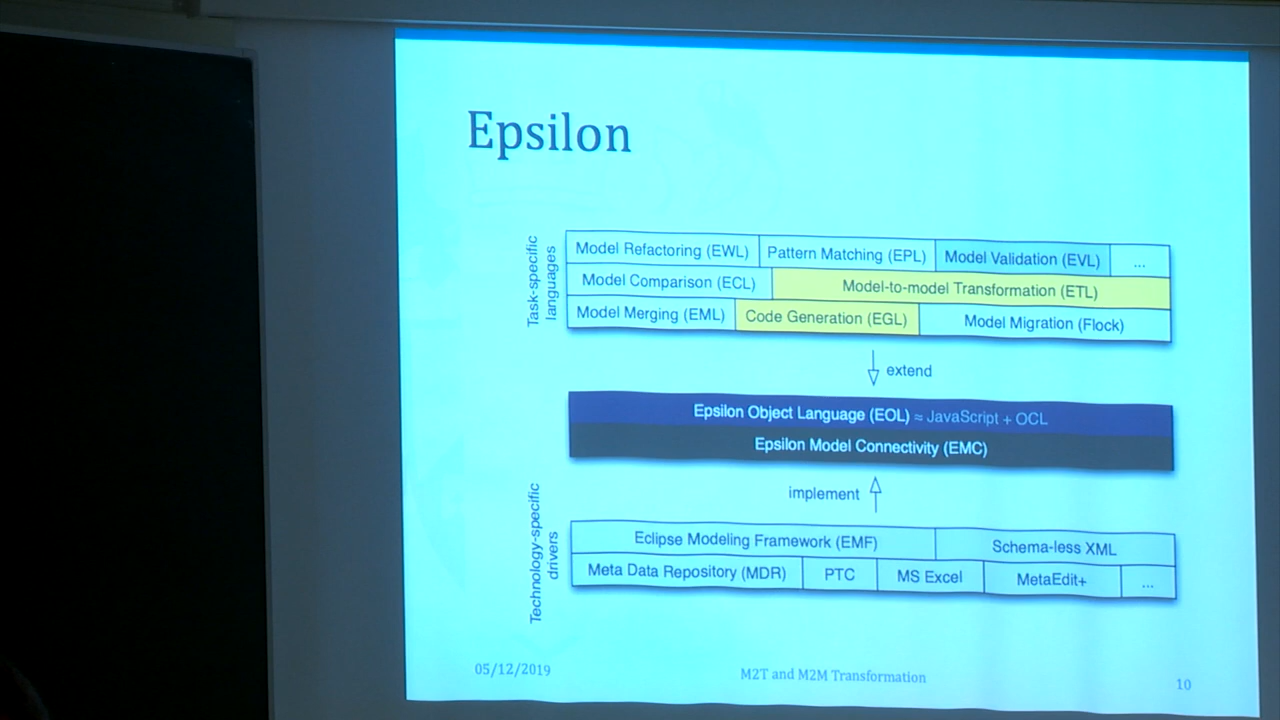 Epsilon
Task-specific
languages
Model Refactoring (EWL) Pattern Matching (EPL) Model Validation (EVL) ...
Model Comparison (ECL) Model-to-model Transformation (ETL)
Model Merging (EML) Code Generation (EGL) Model Migration (Flock)
extend
Epsilon Object Language (EOL) ≈ JavaScript + OCL
Epsilon Model Connectivity (EMC)
implement
Technology-specific
drivers
Eclipse Modeling Framework (EMF) Schema-less XML
Meta Data Repository (MDR) PTC MS Excel MetaEdit+ ...
05/12/2019 M2T and M2M Transformation 10